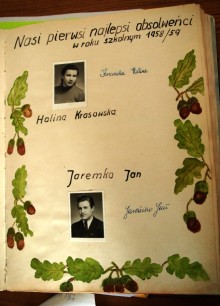 Nasi pierwsi najlepsi absolwenci
w roku szkolnym 1958/59
Halina Krasowska
Jaremko Jan